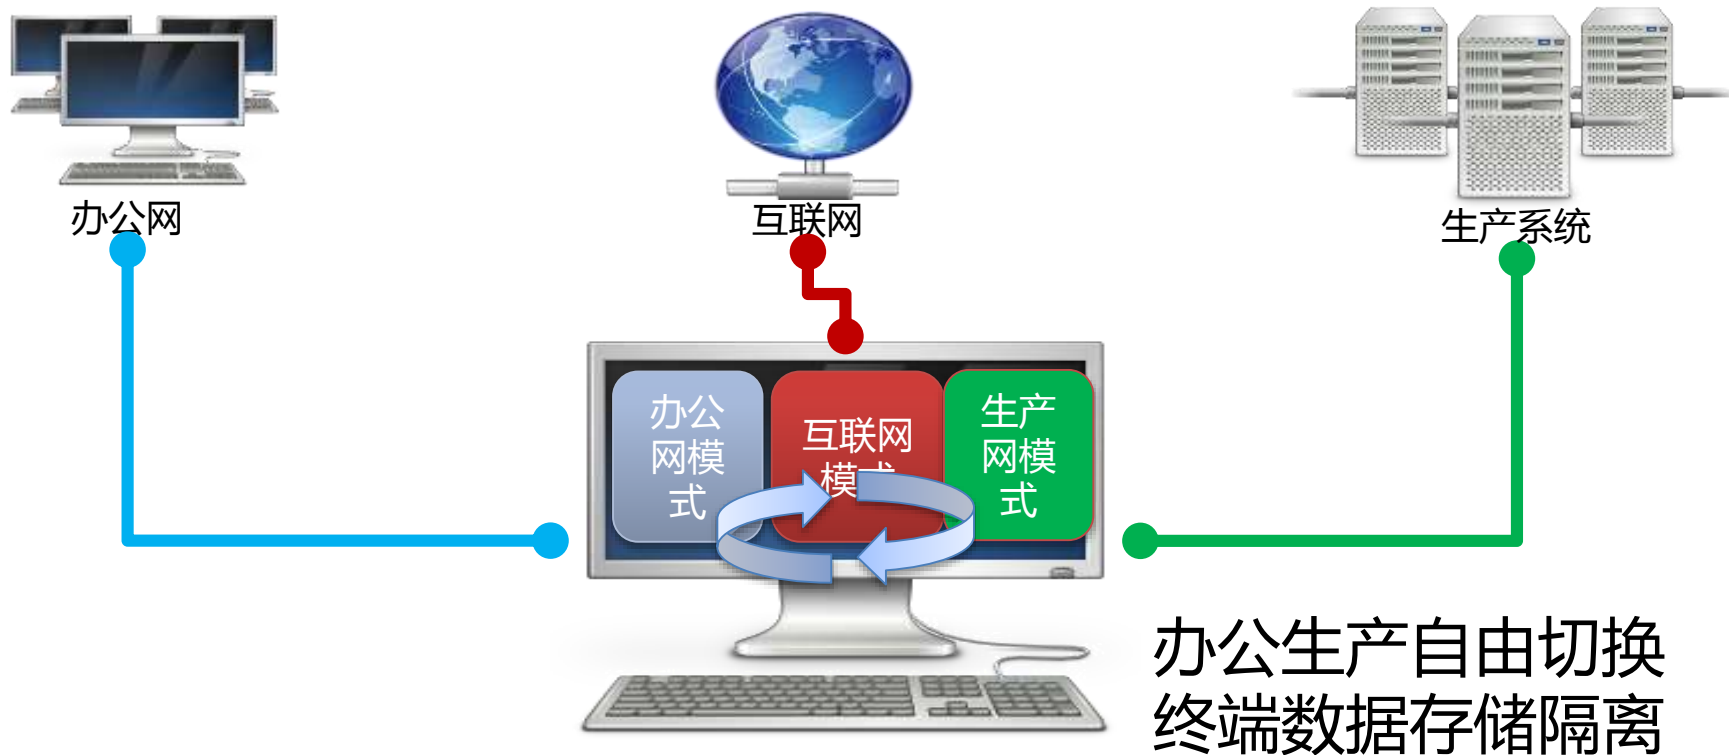 办公网
互联网
生产系统
办公
网模
式
互联网
模式
生产
网模
式
办公生产自由切换
终端数据存储隔离